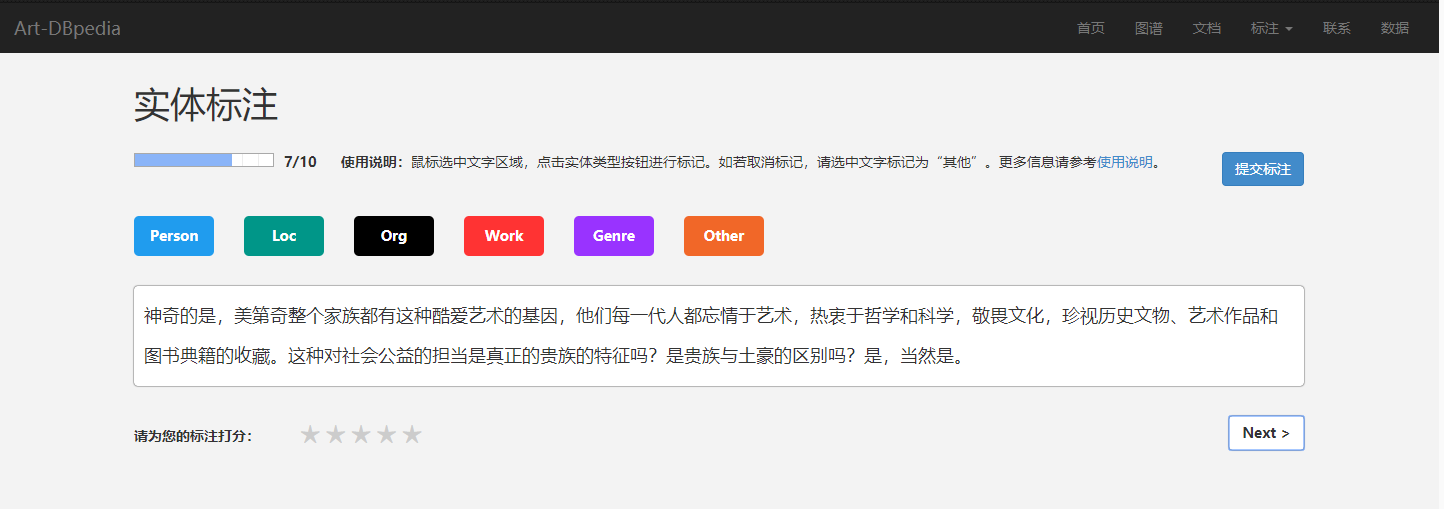 Art-DBpedia 首页 图谱 文档 标注 联系 数据
实体标注
7/10 使用说明：鼠标选中文字区域，点击实体类型按钮进行标记。如若取消标记，请选中文字标记为“其他”。更多信息请参考使用说明。 提交标注
Person Loc Org Work Genre Other
神奇的是，美第奇整个家族都有这种酷爱艺术的基因，他们每一代人都忘情于艺术，热衷于哲学和科学，敬畏文化，珍视历史文物、艺术作品和
图书典籍的收藏。这种对社会公益的担当是真正的贵族的特征吗？是贵族与土豪的区别吗？是，当然是。
请为您的标注打分： Next >